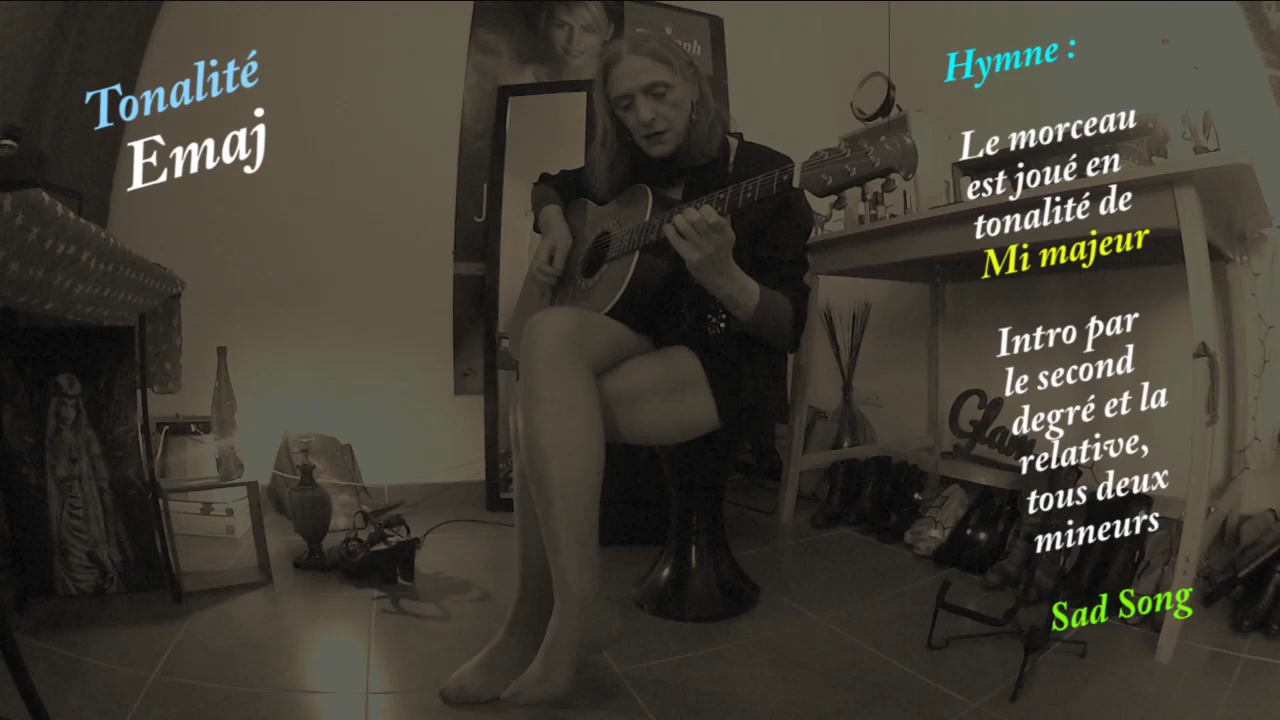 Tonalité
Emaj
Hymne :
Le morceau
est joué en
tonalité de
Mi majeur
Intro par
le second
degré et la
relative,
tous deux
mineurs
Sad Song
Glam